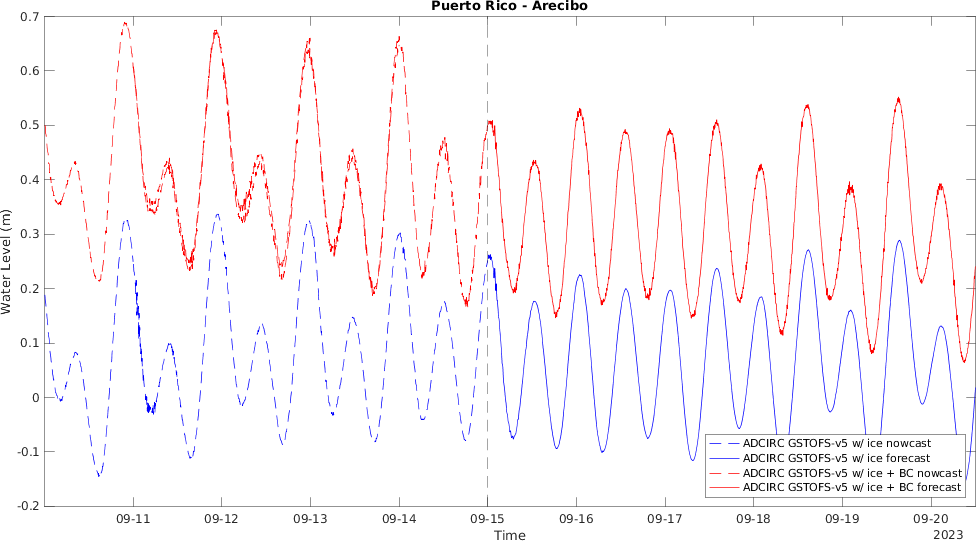 Puerto Rico - Arecibo
0.7
0.6
0.5
0.4
0.3
0.2
0.1
0
-0.1
-0.2
Water Level (m)
ADCIRC GSTOFS-v5 w/ ice nowcast
ADCIRC GSTOFS-v5 w/ ice forecast
ADCIRC GSTOFS-v5 w/ ice + BC nowcast
ADCIRC GSTOFS-v5 w/ ice + BC forecast
09-11 09-12 09-13 09-14 09-15 09-16 09-17 09-18 09-19 09-20
Time
2023